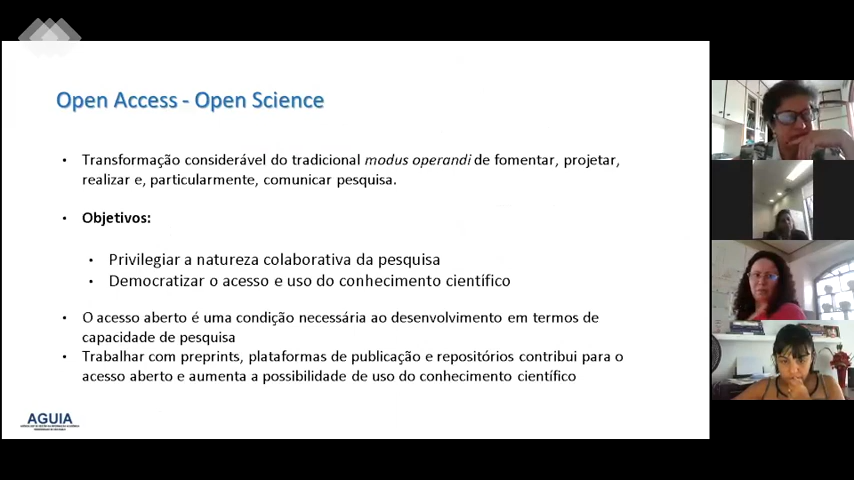 Open Access - Open Science
• Transformação considerável do tradicional modus operandi de fomentar, projetar,
realizar e, particularmente, comunicar pesquisa.
• Objetivos:
• Privilegiar a natureza colaborativa da pesquisa
• Democratizar o acesso e uso do conhecimento científico
• O acesso aberto é uma condição necessária ao desenvolvimento em termos de
capacidade de pesquisa
• Trabalhar com preprints, plataformas de publicação e repositórios contribui para o
acesso aberto e aumenta a possibilidade de uso do conhecimento científico
AGUIA